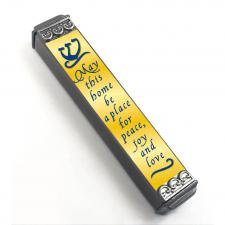 ש
May
this
home
be
a place
for
peace,
joy
and
love